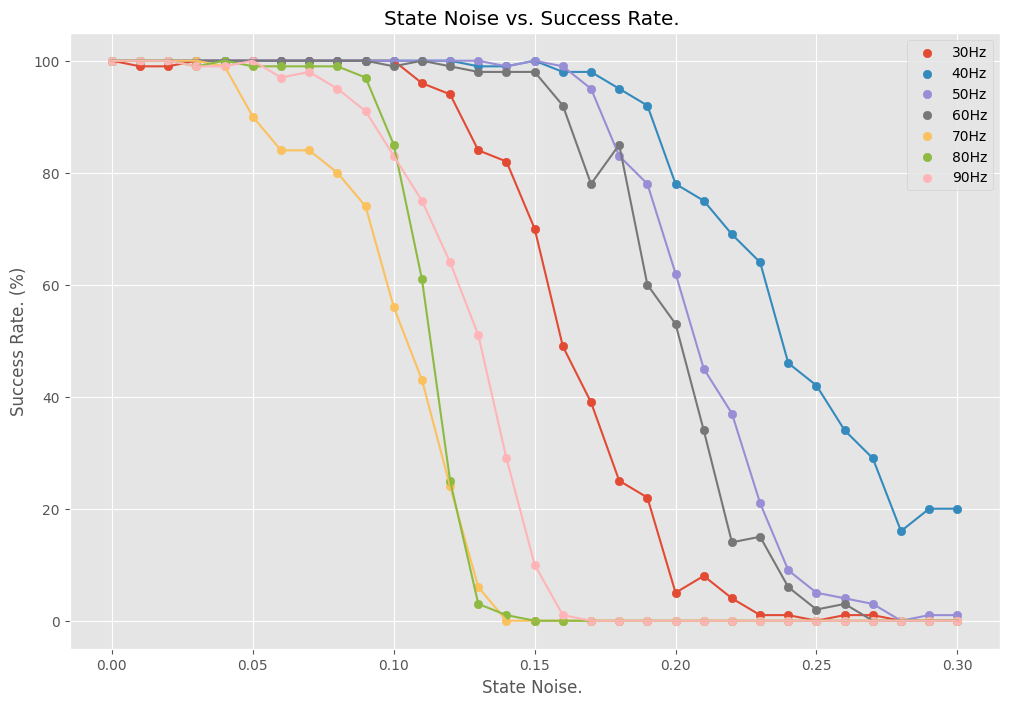 State Noise vs. Success Rate.
100
80
60
40
20
0
Success Rate. (%)
30Hz
40Hz
50Hz
60Hz
70Hz
80Hz
90Hz
0.00 0.05 0.10 0.15 0.20 0.25 0.30
State Noise.